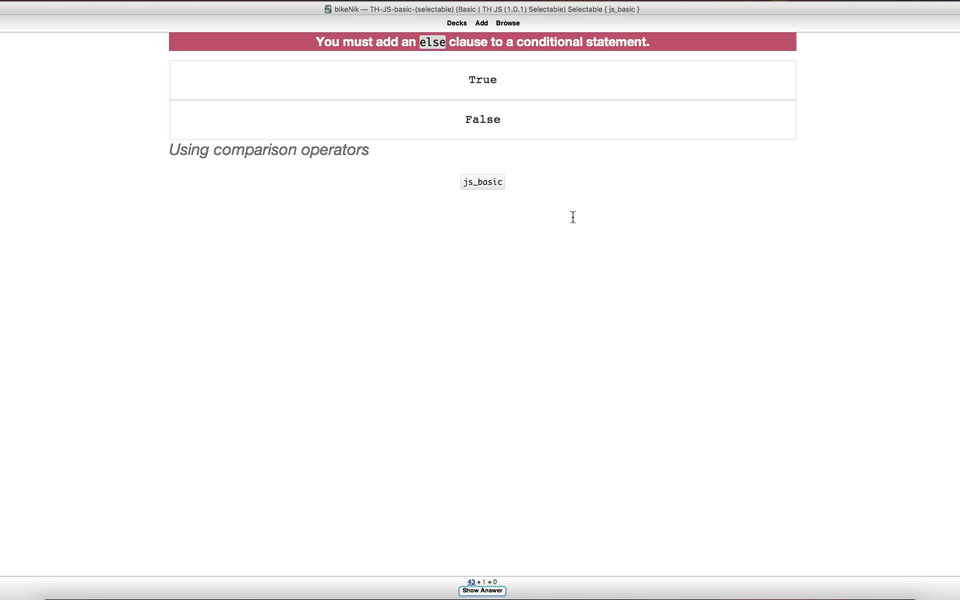 bikeNik — TH-JS-basic-(selectable) (Basic | TH JS (1.0.1) Selectable) Selectable { js_basic }
Decks Add Browse
You must add an else clause to a conditional statement.
True
False
Using comparison operators
js_basic
43 + 1 + 0
Show Answer